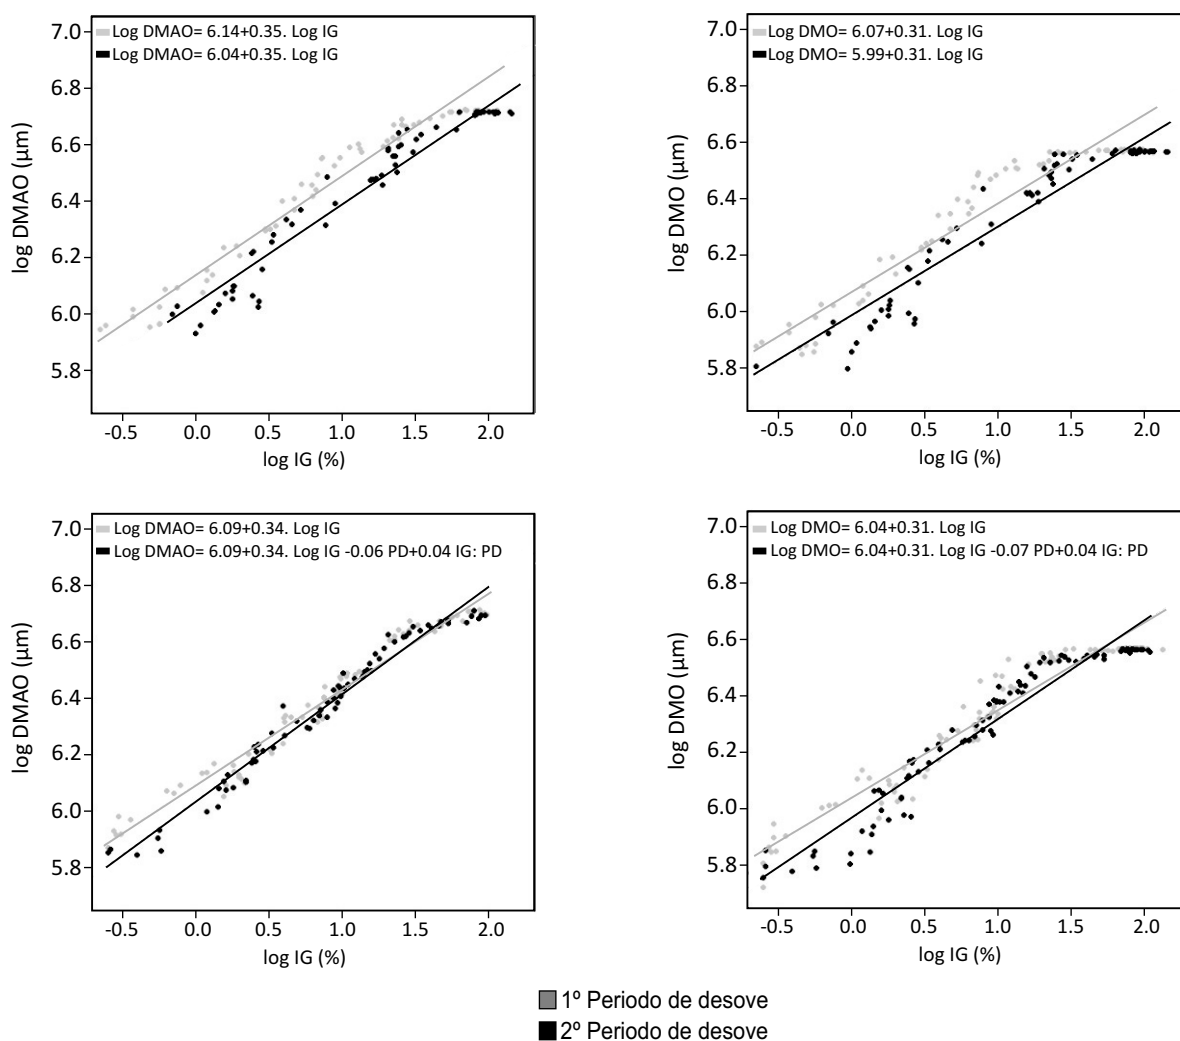 Log DMAO= 6.14+0.35. Log IG
Log DMAO= 6.04+0.35. Log IG
7.0
6.8
6.6
6.4
6.2
6.0
5.8
log DMAO (µm)
-0.5 0.0 0.5 1.0 1.5 2.0
log IG (%)
Log DMO= 6.07+0.31. Log IG
Log DMO= 5.99+0.31. Log IG
7.0
6.8
6.6
6.4
6.2
6.0
5.8
log DMO (µm)
-0.5 0.0 0.5 1.0 1.5 2.0
log IG (%)
Log DMAO= 6.09+0.34. Log IG
Log DMAO= 6.09+0.34. Log IG -0.06 PD+0.04 IG: PD
7.0
6.8
6.6
6.4
6.2
6.0
5.8
log DMAO (µm)
-0.5 0.0 0.5 1.0 1.5 2.0
log IG (%)
Log DMO= 6.04+0.31. Log IG
Log DMO= 6.04+0.31. Log IG -0.07 PD+0.04 IG: PD
7.0
6.8
6.6
6.4
6.2
6.0
5.8
log DMO (µm)
-0.5 0.0 0.5 1.0 1.5 2.0
log IG (%)
1º Periodo de desove
2º Periodo de desove